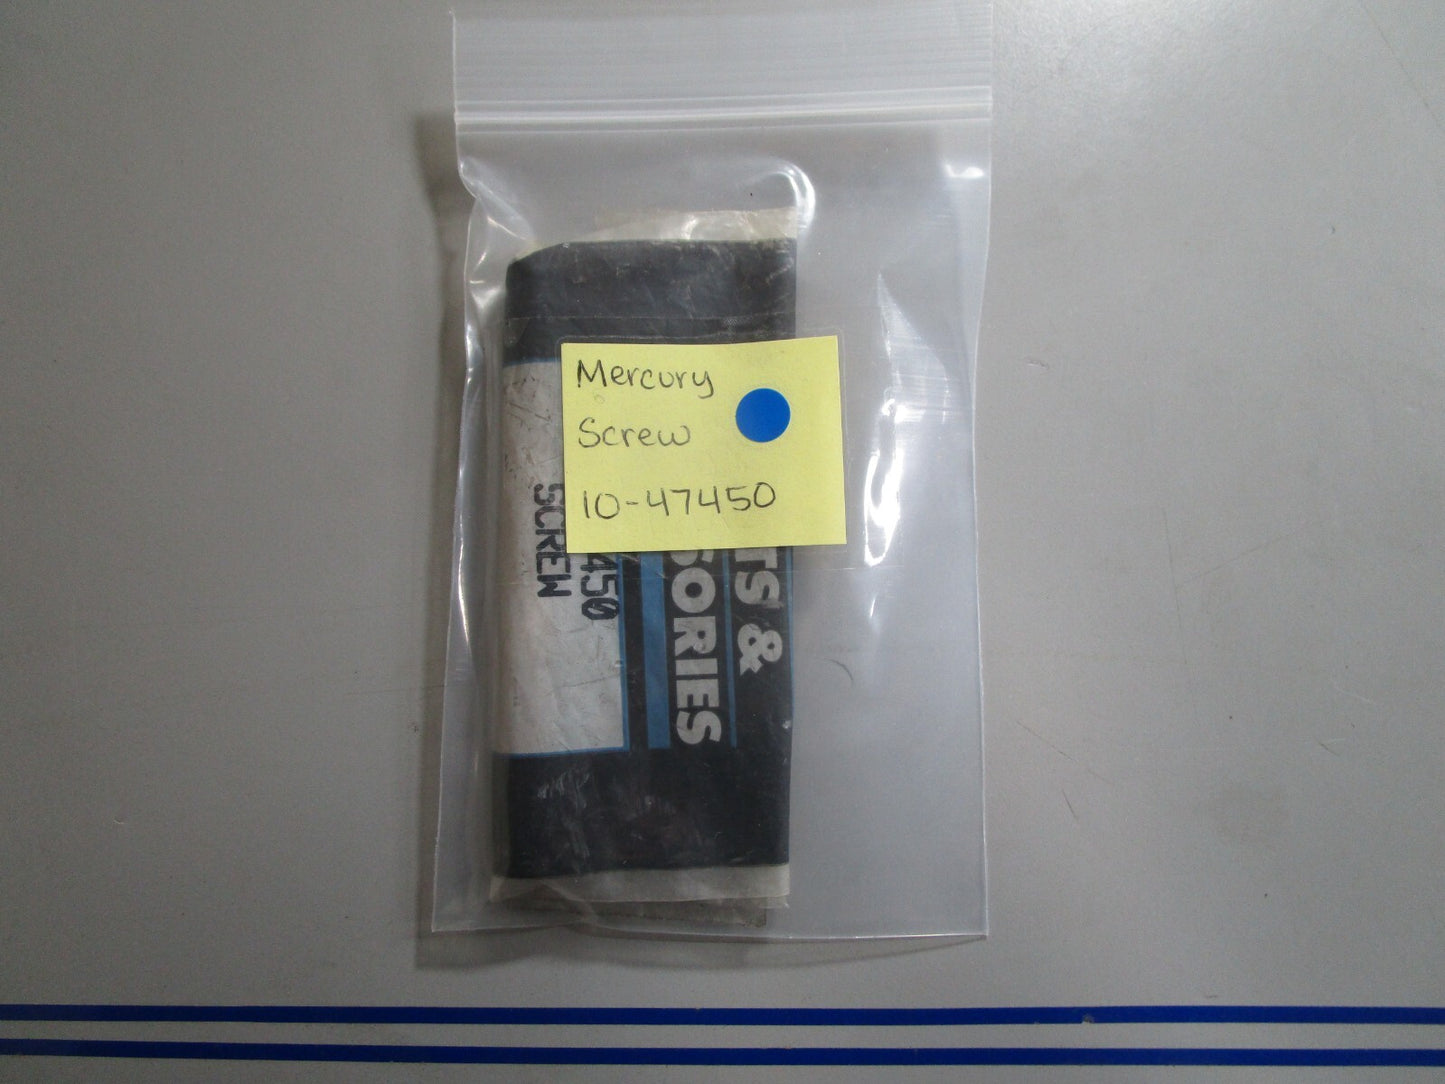 Mercury
Screw
10-47450
TS &
SORIES
450
SCREW